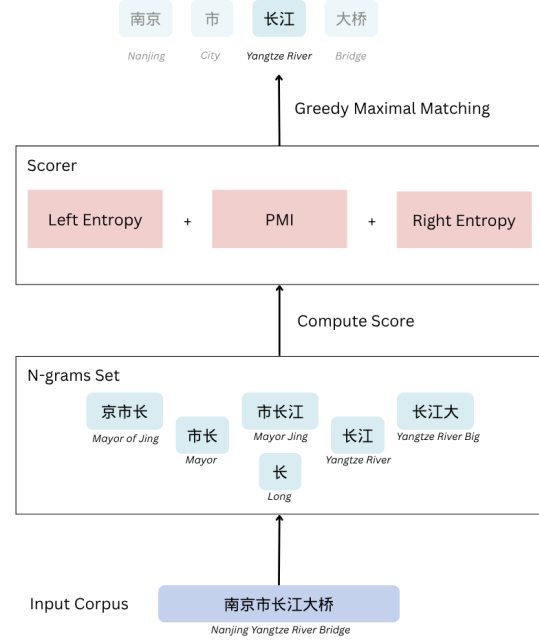 南京 市 长江 大桥
Nanjing City Yangtze River Bridge
Greedy Maximal Matching
Scorer
Left Entropy + PMI + Right Entropy
Compute Score
N-grams Set
京市长 市长江 长江大
Mayor of Jing Mayor Jing Yangtze River Big
市长 长江
Mayor Yangtze River
长
Long
Input Corpus 南京市长江大桥
Nanjing Yangtze River Bridge